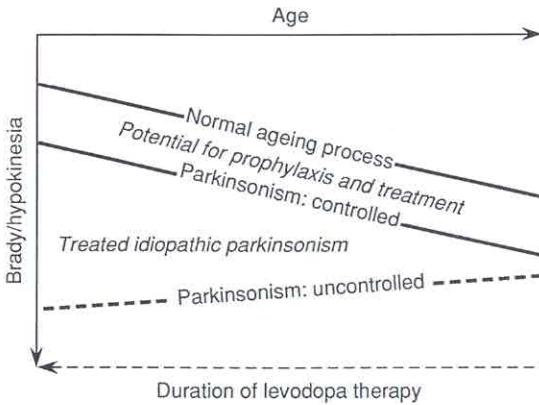 Age
Brady/hypokinesia
Normal ageing process
Potential for prophylaxis and treatment
Parkinsonism: controlled
Treated idiopathic parkinsonism
Parkinsonism: uncontrolled
Duration of levodopa therapy